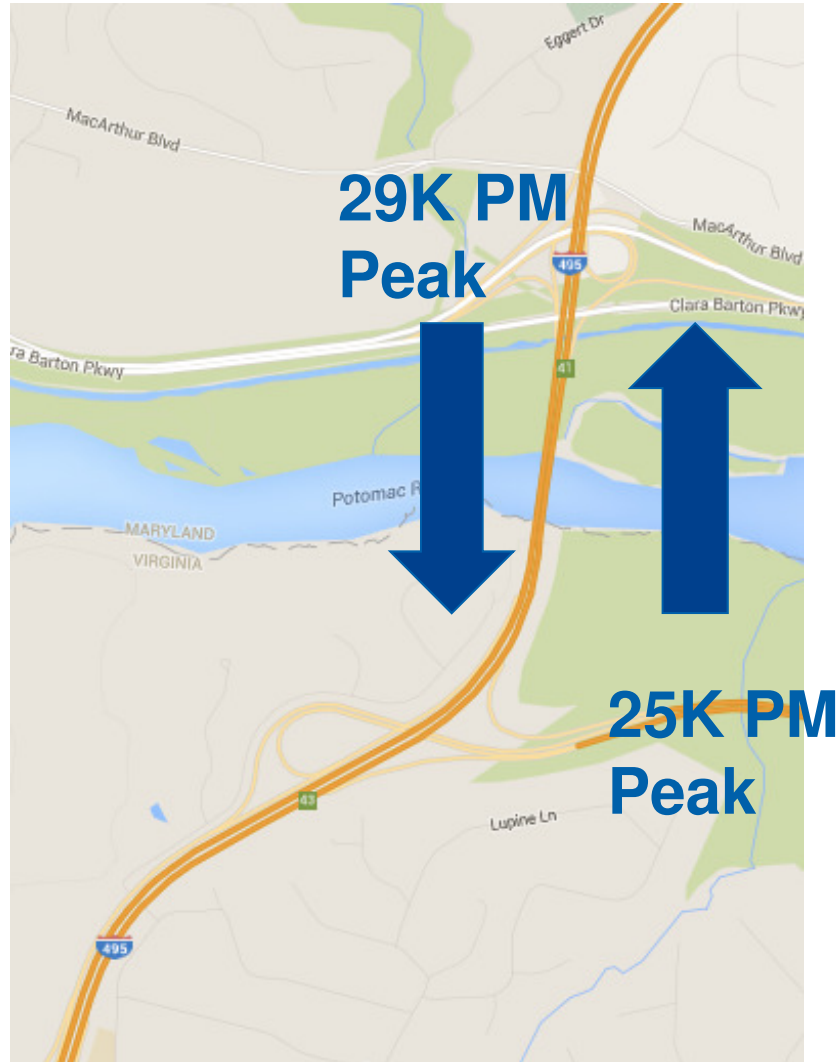 Eggert Dr
MacArthur Blvd
29K PM
Peak
MacArthur Blvd
495
Clara Barton Pkwy
ra Barton Pkwy
41
Potomac R
MARYLAND
VIRGINIA
25K PM
Peak
43
Lupine Ln
495